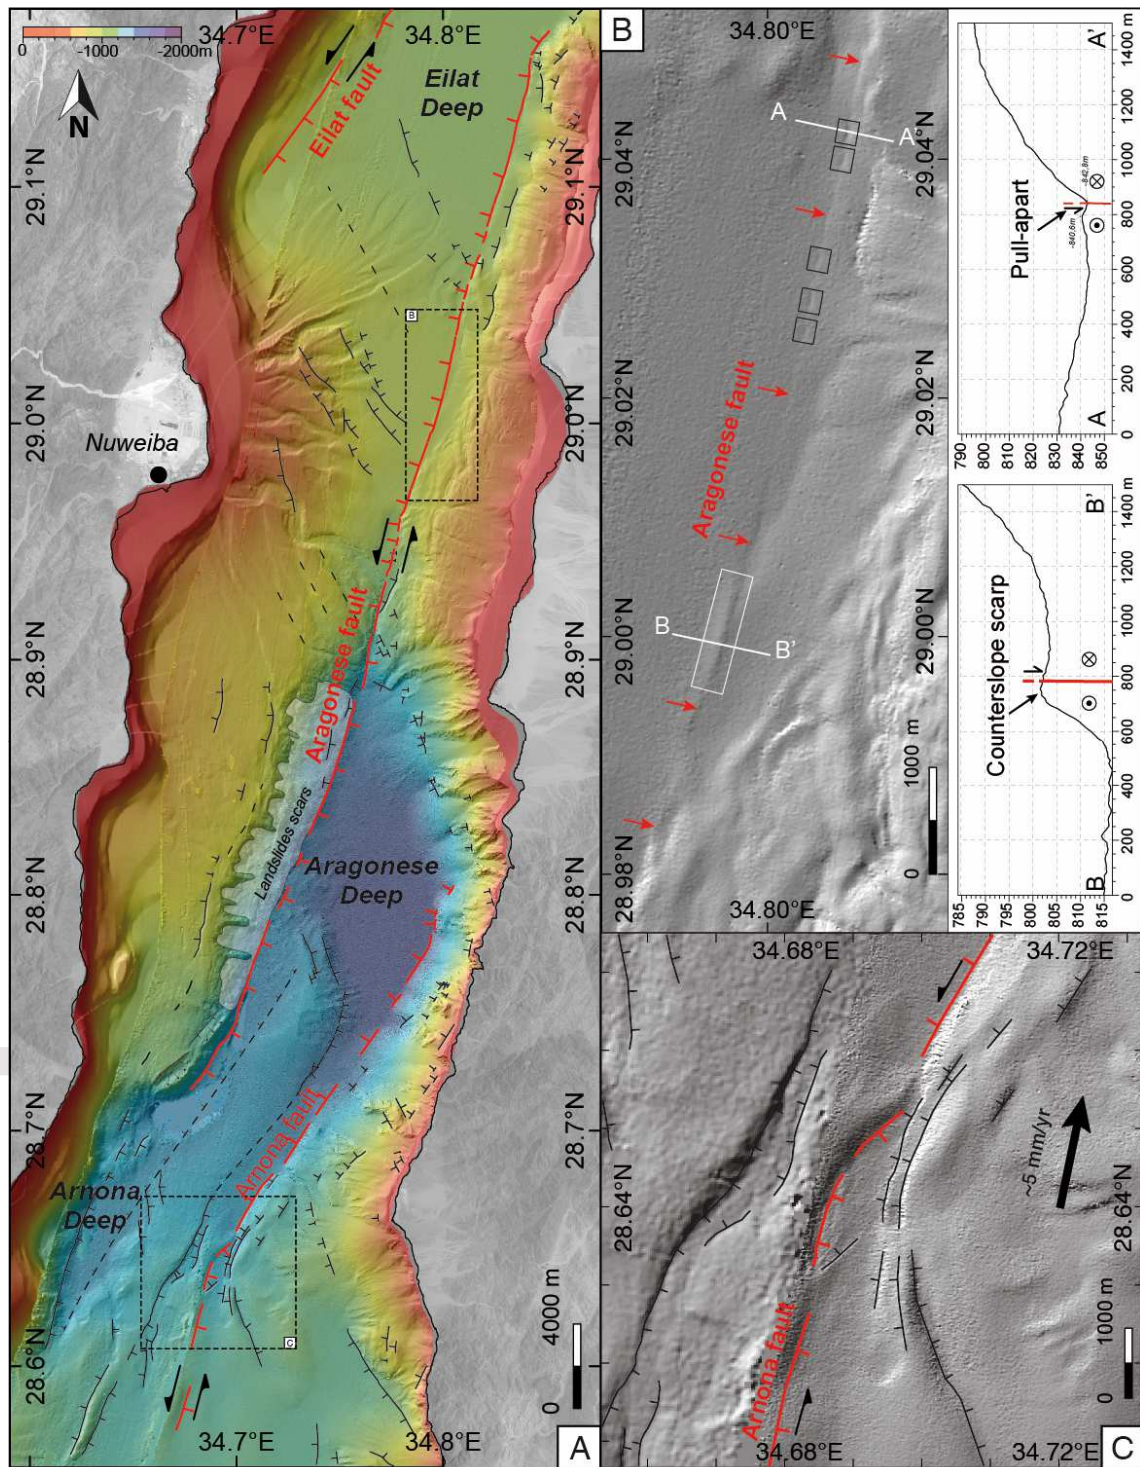 0
-1000
-2000m
34.7°E
34.8°E
N
Eilat
Deep
Eilat fault
29.1°N
29.1°N
B
Nuweiba
29.0°N
29.0°N
Aragonese fault
28.9°N
28.9°N
Landslides scars
Aragonese
Deep
28.8°N
28.8°N
28.7°N
28.7°N
Arnona fault
Arnona
Deep
C
28.6°N
28.6°N
0
4000 m
34.7°E
34.8°E
A
B
34.80°E
A
A'
29.04°N
29.04°N
29.02°N
29.02°N
Aragonese fault
29.00°N
29.00°N
B
B'
28.98°N
0
1000 m
34.80°E
A'
1400 m
1200
1000
800
600
400
200
0
A
Pull-apart
-842,8m
-840,6m
790
800
810
820
830
840
850
B'
1400 m
1200
1000
800
600
400
200
0
B
Counterslope scarp
785
790
800
810
815
34.68°E
34.72°E
28.64°N
28.64°N
~5 mm/yr
Arnona fault
0
1000 m
34.68°E
34.72°E
C